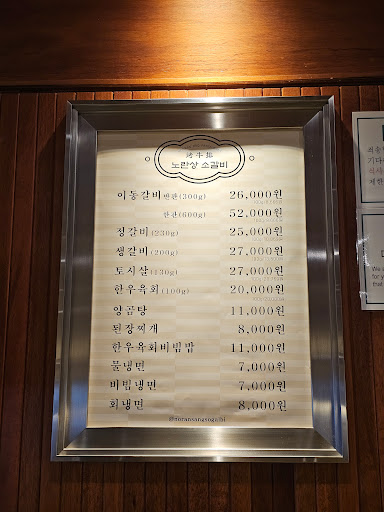 노란상 소갈비
이동갈비 반판(300g) 26,000원
한판(600g) 52,000원
정갈비(230g) 25,000원
생갈비(200g) 27,000원
토시살(130g) 27,000원
한우육회(100g) 20,000원
양곰탕 11,000원
된장찌개 8,000원
한우육회비빔밥 11,000원
물냉면 7,000원
비빔냉면 7,000원
회냉면 8,000원
@noransangsogalbi